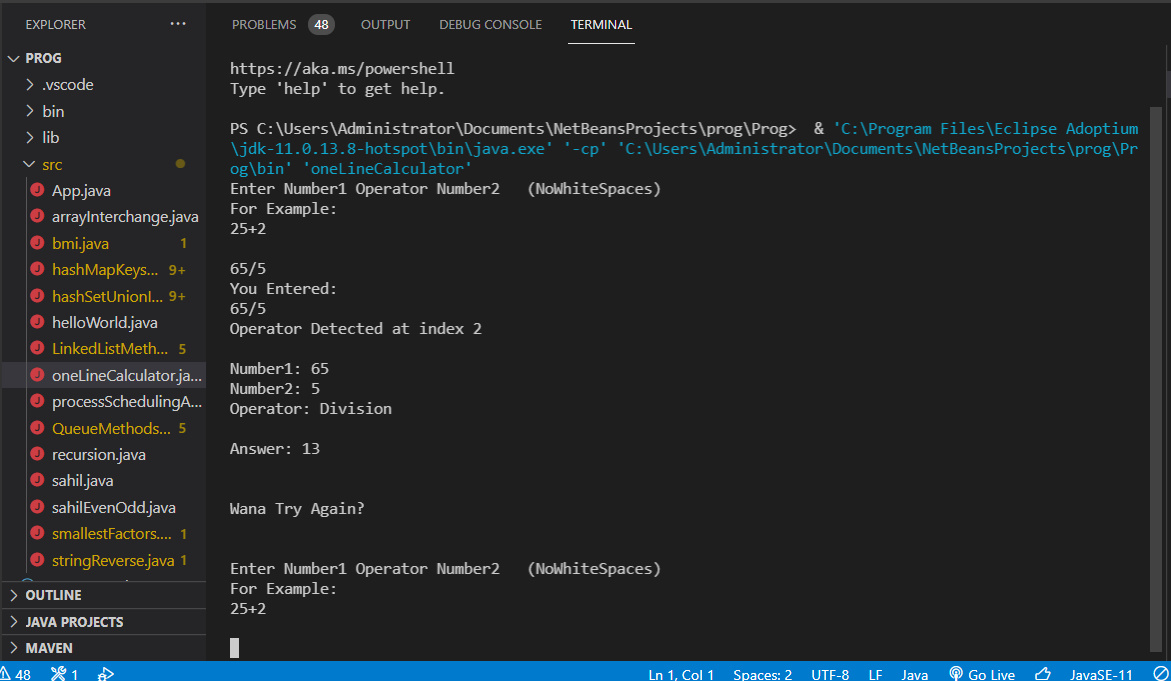 EXPLORER
PROG
.vscode
bin
lib
src
App.java
arrayInterchange.java
bmi.java 1
hashMapKeys... 9+
hashSetUnionI... 9+
helloWorld.java
LinkedListMeth... 5
oneLineCalculator.ja...
processSchedulingA...
QueueMethods... 5
recursion.java
sahil.java
sahilEvenOdd.java
smallestFactors.... 1
stringReverse.java 1
OUTLINE
JAVA PROJECTS
MAVEN
PROBLEMS 48 OUTPUT DEBUG CONSOLE TERMINAL
https://aka.ms/powershell
Type 'help' to get help.
PS C:\Users\Administrator\Documents\NetBeansProjects\prog\Prog> & 'C:\Program Files\Eclipse Adoptium
\jdk-11.0.13.8-hotspot\bin\java.exe' '-cp' 'C:\Users\Administrator\Documents\NetBeansProjects\prog\Pr
og\bin' 'oneLineCalculator'
Enter Number1 Operator Number2 (NoWhiteSpaces)
For Example:
25+2
65/5
You Entered:
65/5
Operator Detected at index 2
Number1: 65
Number2: 5
Operator: Division
Answer: 13
Wana Try Again?
Enter Number1 Operator Number2 (NoWhiteSpaces)
For Example:
25+2
48 1 Ln 1, Col 1 Spaces: 2 UTF-8 LF Java Go Live JavaSE-11